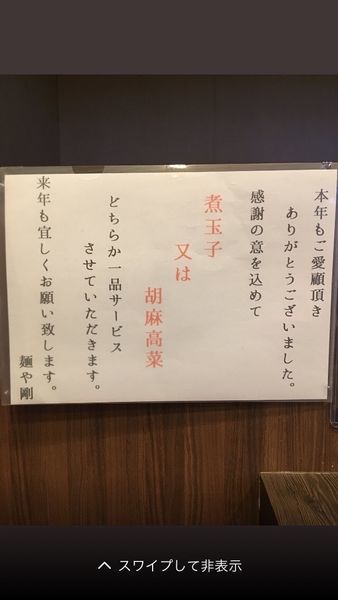 本年もご愛顧頂き
ありがとうございました。
感謝の意を込めて
煮玉子
又は
胡麻高菜
どちらか一品サービス
させていただきます。
来年も宜しくお願い致します。
麺や剛
スワイプして非表示